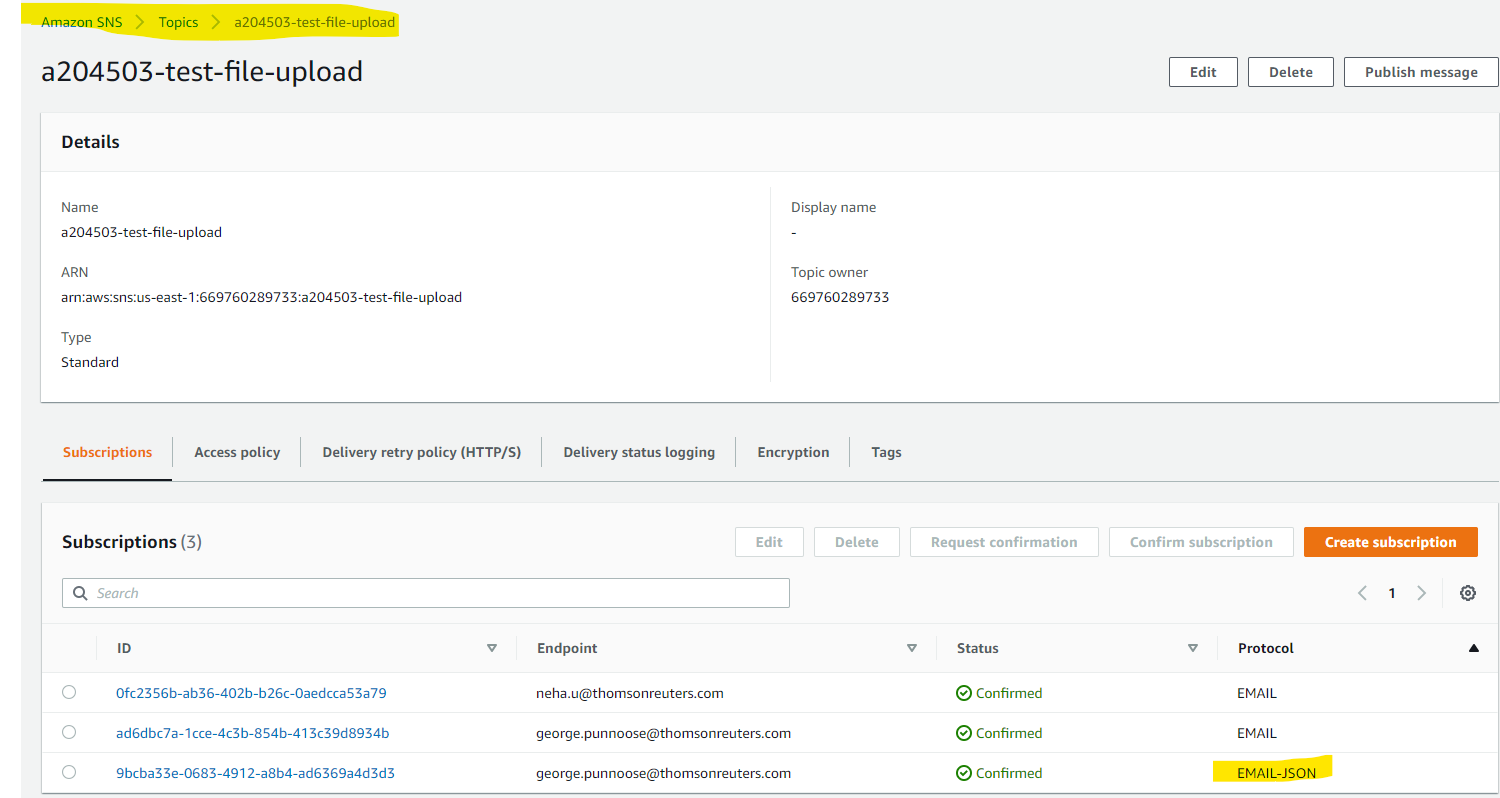 Amazon SNS > Topics > a204503-test-file-upload
a204503-test-file-upload
Edit Delete Publish message
Details
Name
a204503-test-file-upload
ARN
arn:aws:sns:us-east-1:669760289733:a204503-test-file-upload
Type
Standard
Display name
-
Topic owner
669760289733
Subscriptions Access policy Delivery retry policy (HTTP/S) Delivery status logging Encryption Tags
Subscriptions (3) Edit Delete Request confirmation Confirm subscription Create subscription
Search 1
ID Endpoint Status Protocol
0fc2356b-ab36-402b-b26c-0aedcca53a79 neha.u@thomsonreuters.com Confirmed EMAIL
ad6dbc7a-1cce-4c3b-854b-413c39d8934b george.punnoose@thomsonreuters.com Confirmed EMAIL
9bcba33e-0683-4912-a8b4-ad6369a4d3d3 george.punnoose@thomsonreuters.com Confirmed EMAIL-JSON